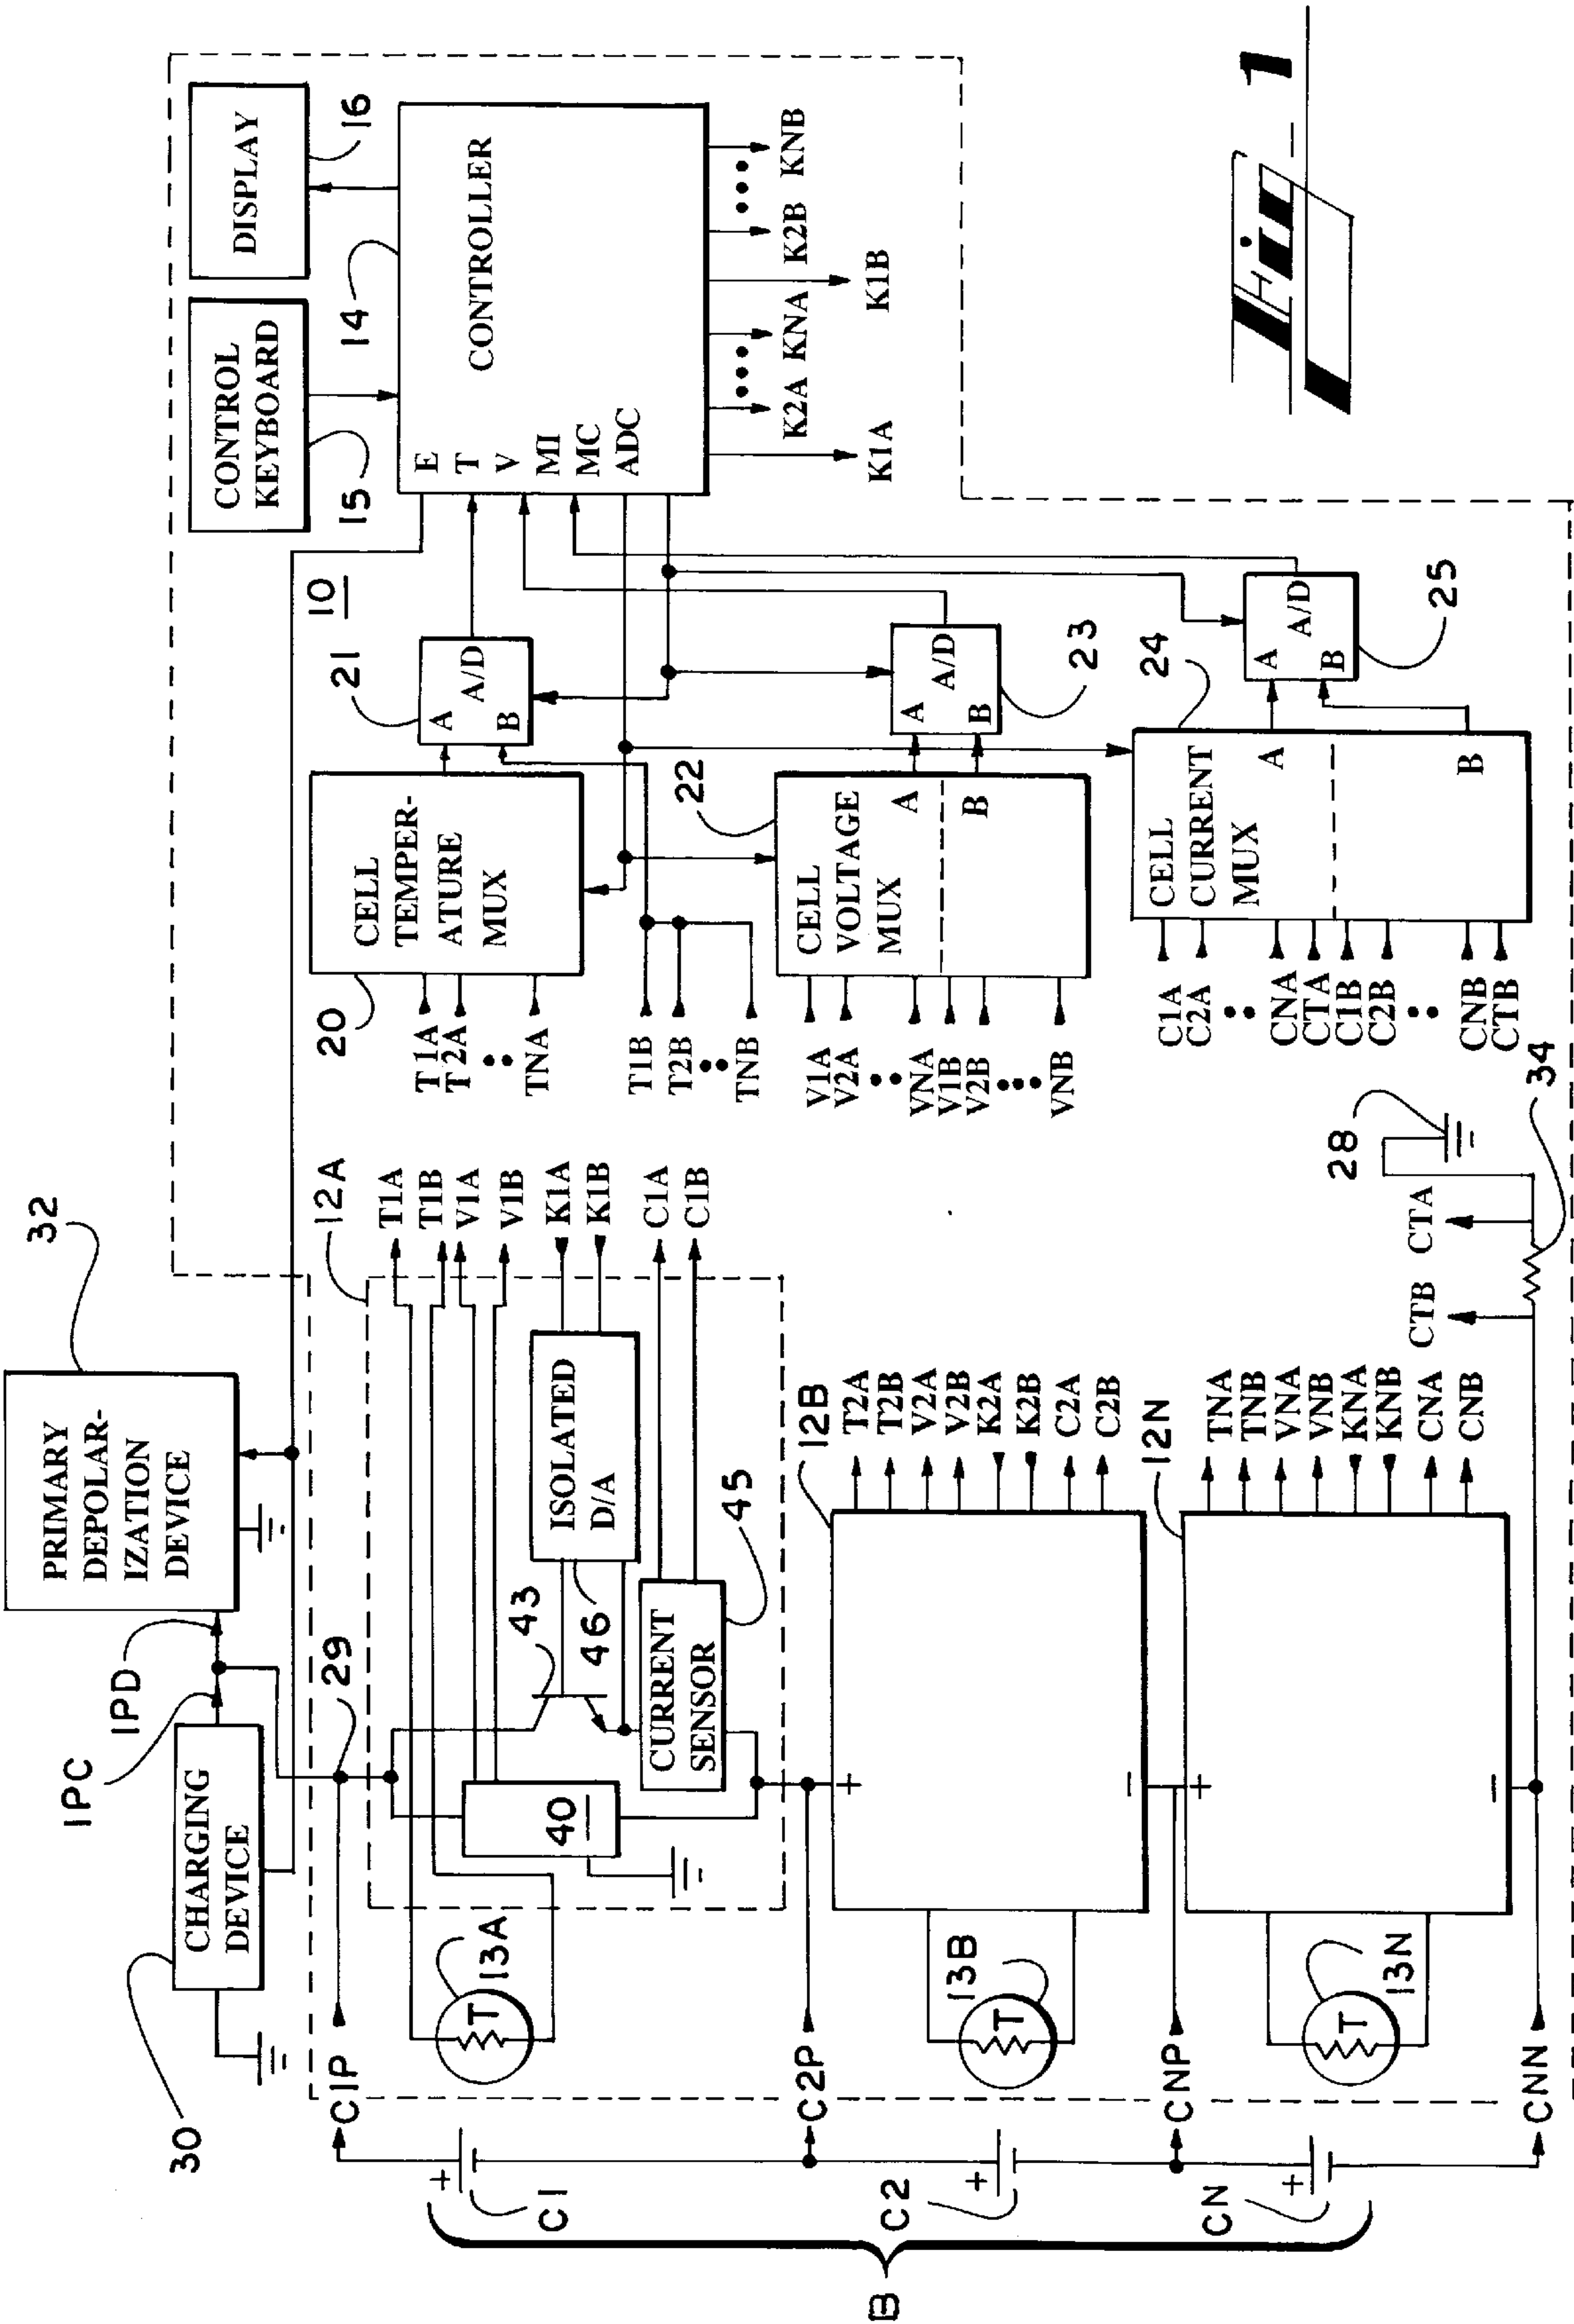 32
PRIMARY
DEPOLAR-
IZATION
DEVICE
1PD
1PC
CHARGING
DEVICE
30
29
DISPLAY
16
CONTROL
KEYBOARD
15
14
CONTROLLER
E
T
V
MI
MC
ADC
K1A
K2A
KNA
K1B
K2B
KNB
10
21
A
A/D
B
CELL
TEMPER-
ATURE
MUX
20
T1A
T2A
TNA
T1B
T2B
TNB
22
CELL
VOLTAGE
MUX
A
B
V1A
V2A
VNA
V1B
V2B
VNB
A
A/D
B
23
24
CELL
CURRENT
MUX
A
B
C1A
C2A
CNA
CTA
C1B
C2B
CNB
CTB
A
A/D
B
25
12A
T1A
T1B
V1A
V1B
K1A
K1B
C1A
C1B
ISOLATED
D/A
46
43
CURRENT
SENSOR
45
40
T
13A
12B
T2A
T2B
V2A
V2B
K2A
K2B
C2A
C2B
+
−
T
13B
12N
TNA
TNB
VNA
VNB
KNA
KNB
CNA
CNB
+
−
T
13N
28
CTA
CTB
34
C1P
C2P
CNP
CNN
+
C1
+
C2
+
CN
B
Fig 1